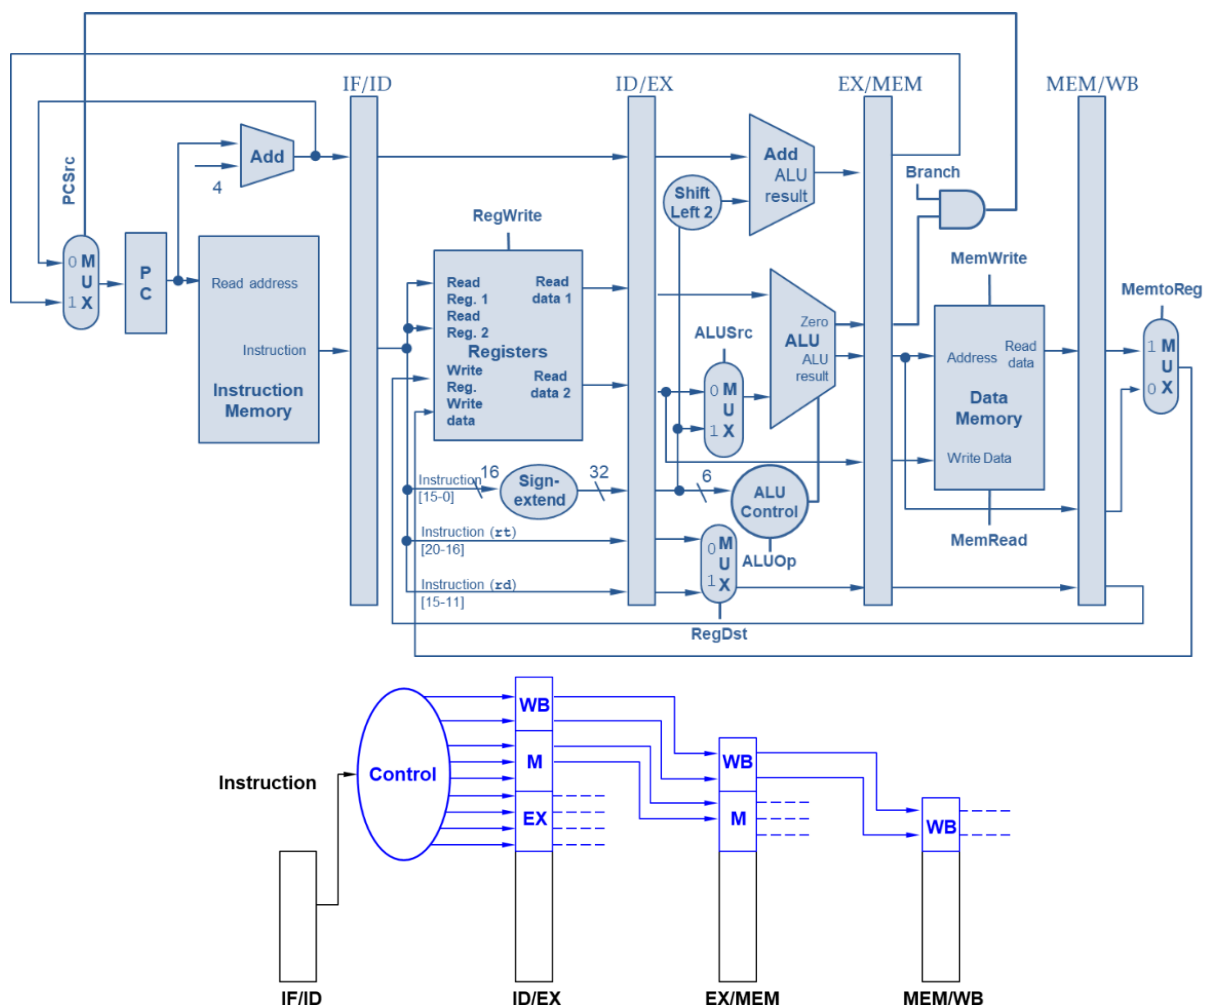 IF/ID
ID/EX
EX/MEM
MEM/WB
PCSrc
Add
4
Add
ALU
result
Shift
Left 2
Branch
RegWrite
0 M
U
1 X
P
C
Read address
Instruction
Instruction
Memory
Read
Reg. 1
Read
Reg. 2
Registers
Write
Reg.
Write
data
Read
data 1
Read
data 2
ALUSrc
0 M
U
1 X
Zero
ALU
ALU
result
MemWrite
Address
Read
data
Data
Memory
Write Data
MemRead
MemtoReg
1 M
U
0 X
Instruction
[15-0]
16
Sign-
extend
32
6
ALU
Control
ALUOp
Instruction (rt)
[20-16]
Instruction (rd)
[15-11]
0 M
U
1 X
RegDst
Instruction
Control
WB
M
EX
WB
M
WB
IF/ID
ID/EX
EX/MEM
MEM/WB